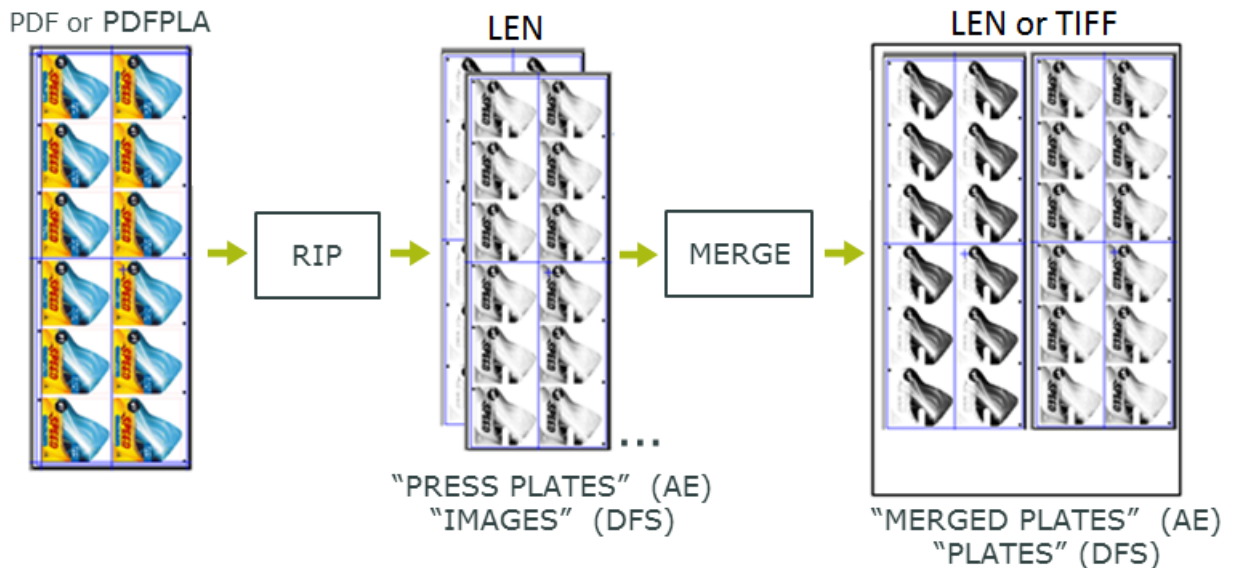 PDF or PDFPLA
LEN
LEN or TIFF
SPEED
RIP
MERGE
...
“PRESS PLATES” (AE)
“IMAGES” (DFS)
“MERGED PLATES” (AE)
“PLATES” (DFS)